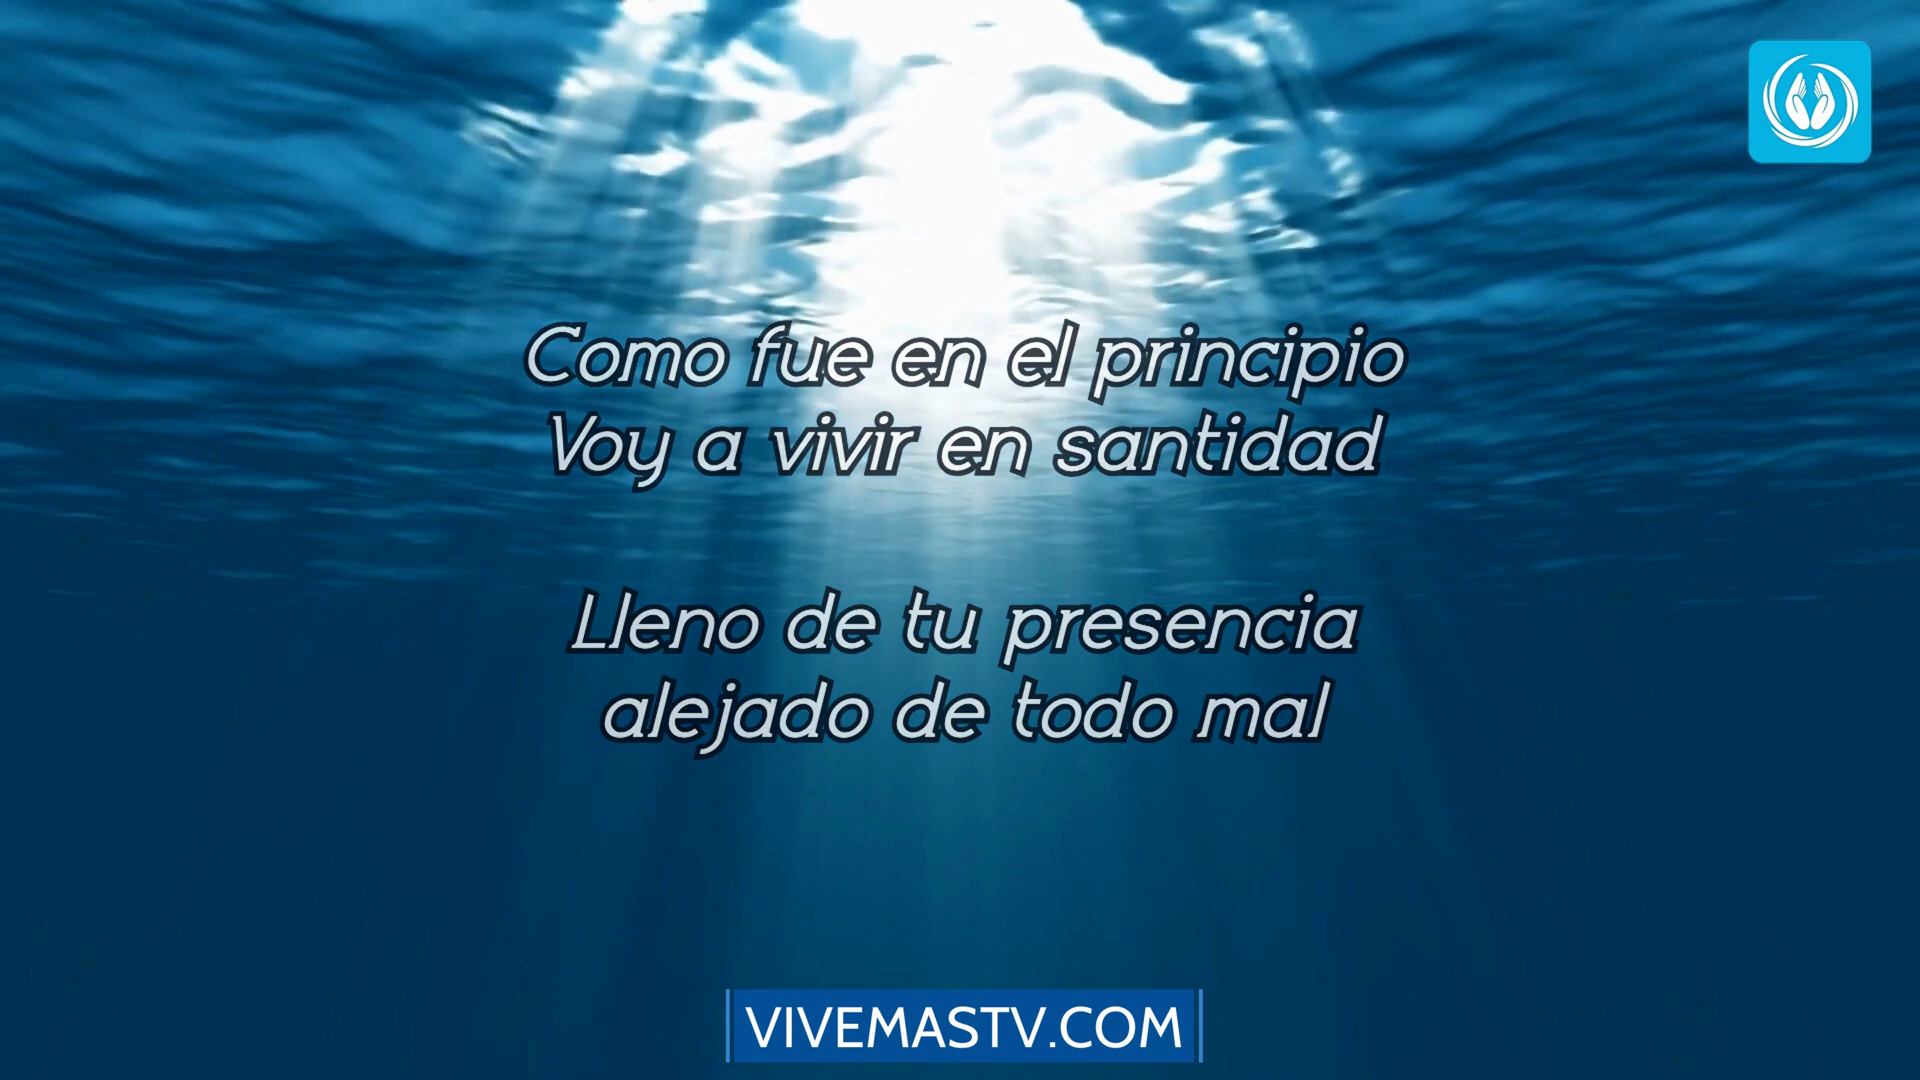 Como fue en el principio
Voy a vivir en santidad
Lleno de tu presencia
alejado de todo mal
VIVEMASTV.COM